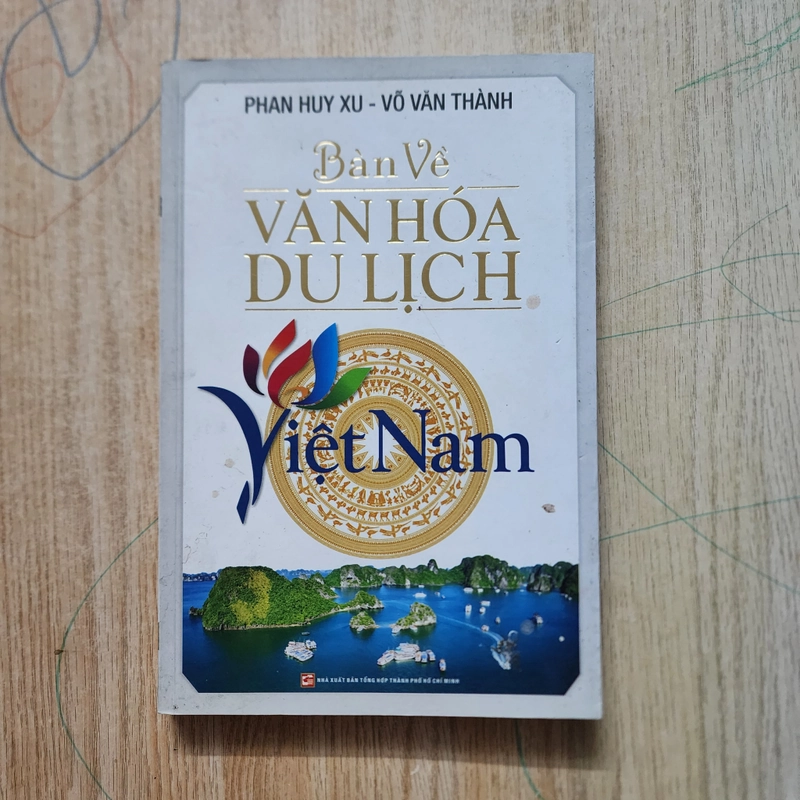 PHAN HUY XU - VÕ VĂN THÀNH
Bàn Về
VĂN HÓA
DU LỊCH
Việt Nam
NHÀ XUẤT BẢN TỔNG HỢP THÀNH PHỐ HỒ CHÍ MINH